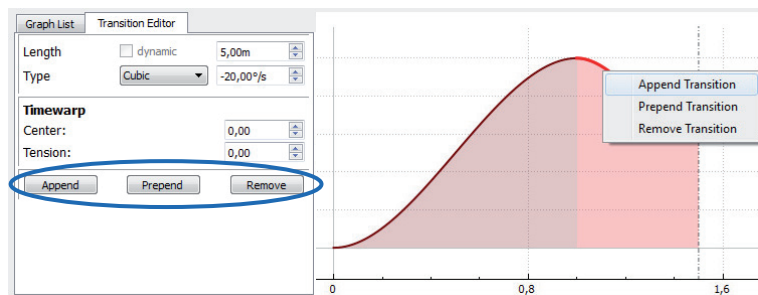 Graph List Transition Editor
Length dynamic 5,00m
Type Cubic -20,00°/s
Timewarp
Center: 0,00
Tension: 0,00
Append Prepend Remove
Append Transition
Prepend Transition
Remove Transition
0 0,8 1,6